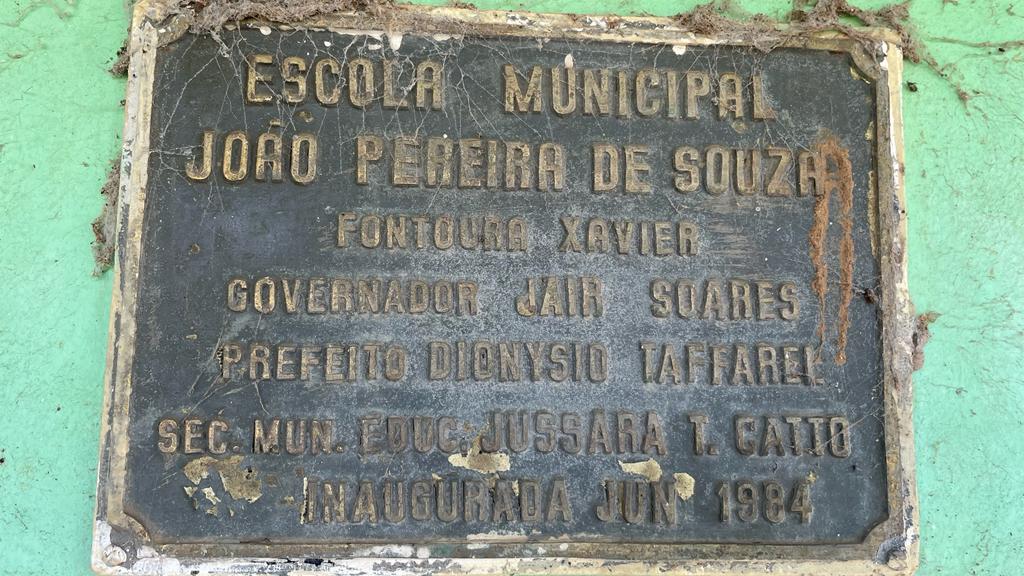 ESCOLA MUNICIPAL
JOÃO PEREIRA DE SOUZA
FONTOURA XAVIER
GOVERNADOR JAIR SOARES
PREFEITO DIONYSIO TAFFAREL
SEC. MUN. EDUC. JUSSARA T. CATTO
INAUGURADA JUN 1984